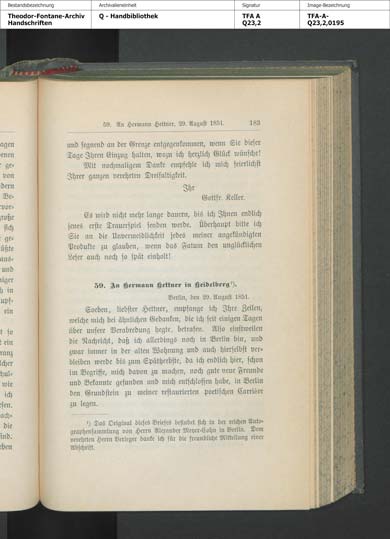 Bestandsbezeichnung
Archivalieneinheit
Signatur
Image-Bezeichnung
Theodor-Fontane-Archiv
Handschriften
Q - Handbibliothek
TFA A
Q23,2
TFA-A-
Q23,2,0195
59. An Hermann Hettner, 29. August 1851. 183
und segnend an der Grenze entgegenkommen, wenn Sie dieser
Tage Ihren Einzug halten, wozu ich herzlich Glück wünsche!
Mit nochmaligem Danke empfehle ich mich feierlichst
Ihrer ganzen verehrten Dreifaltigkeit.
Ihr
Gottfr. Keller.
Es wird nicht mehr lange dauern, bis ich Ihnen endlich
jenes erste Trauerspiel senden werde. Überhaupt bitte ich
Sie an die Unvermeidlichkeit jedes meiner angekündigten
Produkte zu glauben, wenn das Fatum den unglücklichen
Leser auch noch so spät einholt!
59. An Hermann Hettner in Heidelberg¹).
Berlin, den 29. August 1851.
Soeben, liebster Hettner, empfange ich Ihre Zeilen,
welche mich bei ähnlichen Gedanken, die ich seit einigen Tagen
über unsere Verabredung hegte, betrafen. Also einstweilen
die Nachricht, daß ich allerdings noch in Berlin bin, und
zwar immer in der alten Wohnung und auch hierselbst ver-
bleiben werde bis zum Spätherbste, da ich endlich hier, schon
im Begriffe, mich davon zu machen, noch gute neue Freunde
und Bekannte gefunden und mich entschlossen habe, in Berlin
den Grundstein zu meiner restaurierten poetischen Carrière
zu legen.
¹) Das Original dieses Briefes befindet sich in der reichen Auto-
graphensammlung von Herrn Alexander Meyer-Cohn in Berlin. Dem
verehrten Herrn Besitzer danke ich für die freundliche Mitteilung einer
Abschrift.